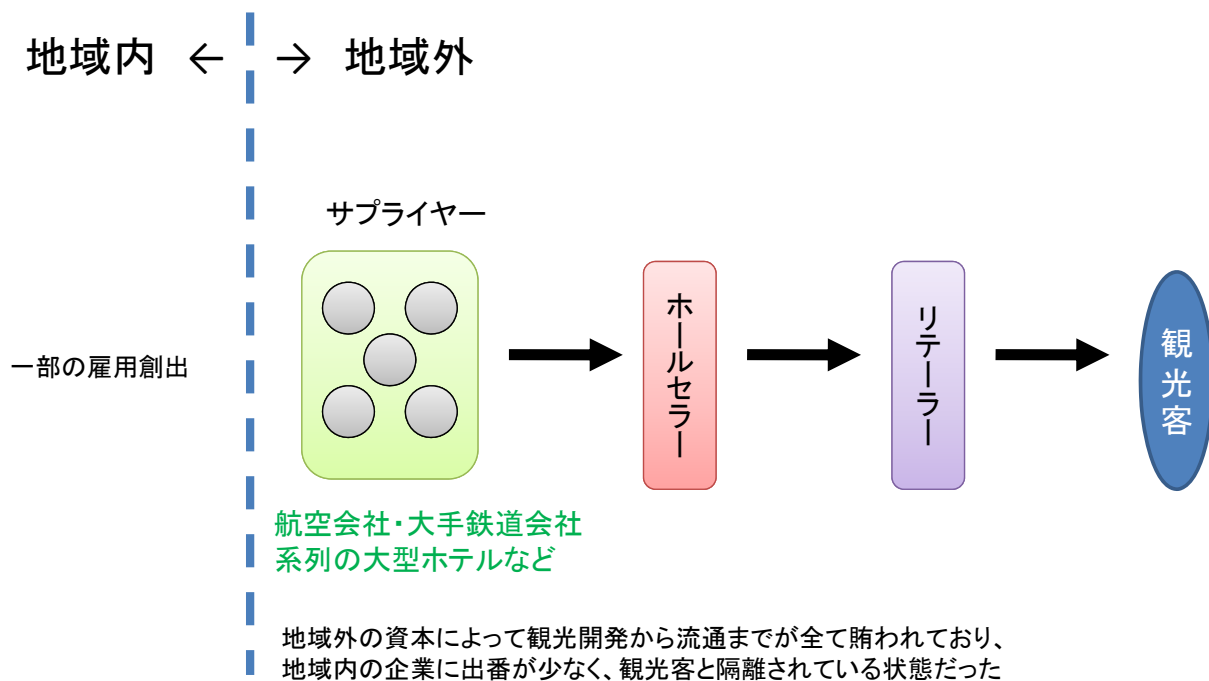 地域内 ← → 地域外
サプライヤー
一部の雇用創出
ホールセラー
リテーラー
観光客
航空会社・大手鉄道会社
系列の大型ホテルなど
地域外の資本によって観光開発から流通までが全て賄われており、
地域内の企業に出番が少なく、観光客と隔離されている状態だった